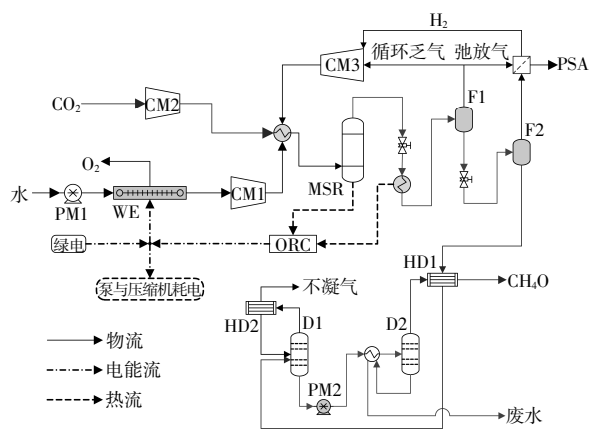 H₂
循环乏气 弛放气
CM3
PSA
CO₂
CM2
F1
F2
O₂
MSR
水
PM1
WE
CM1
绿电
ORC
HD1
泵与压缩机耗电
不凝气
CH₄O
HD2
D1
D2
物流
电能流
PM2
热流
废水